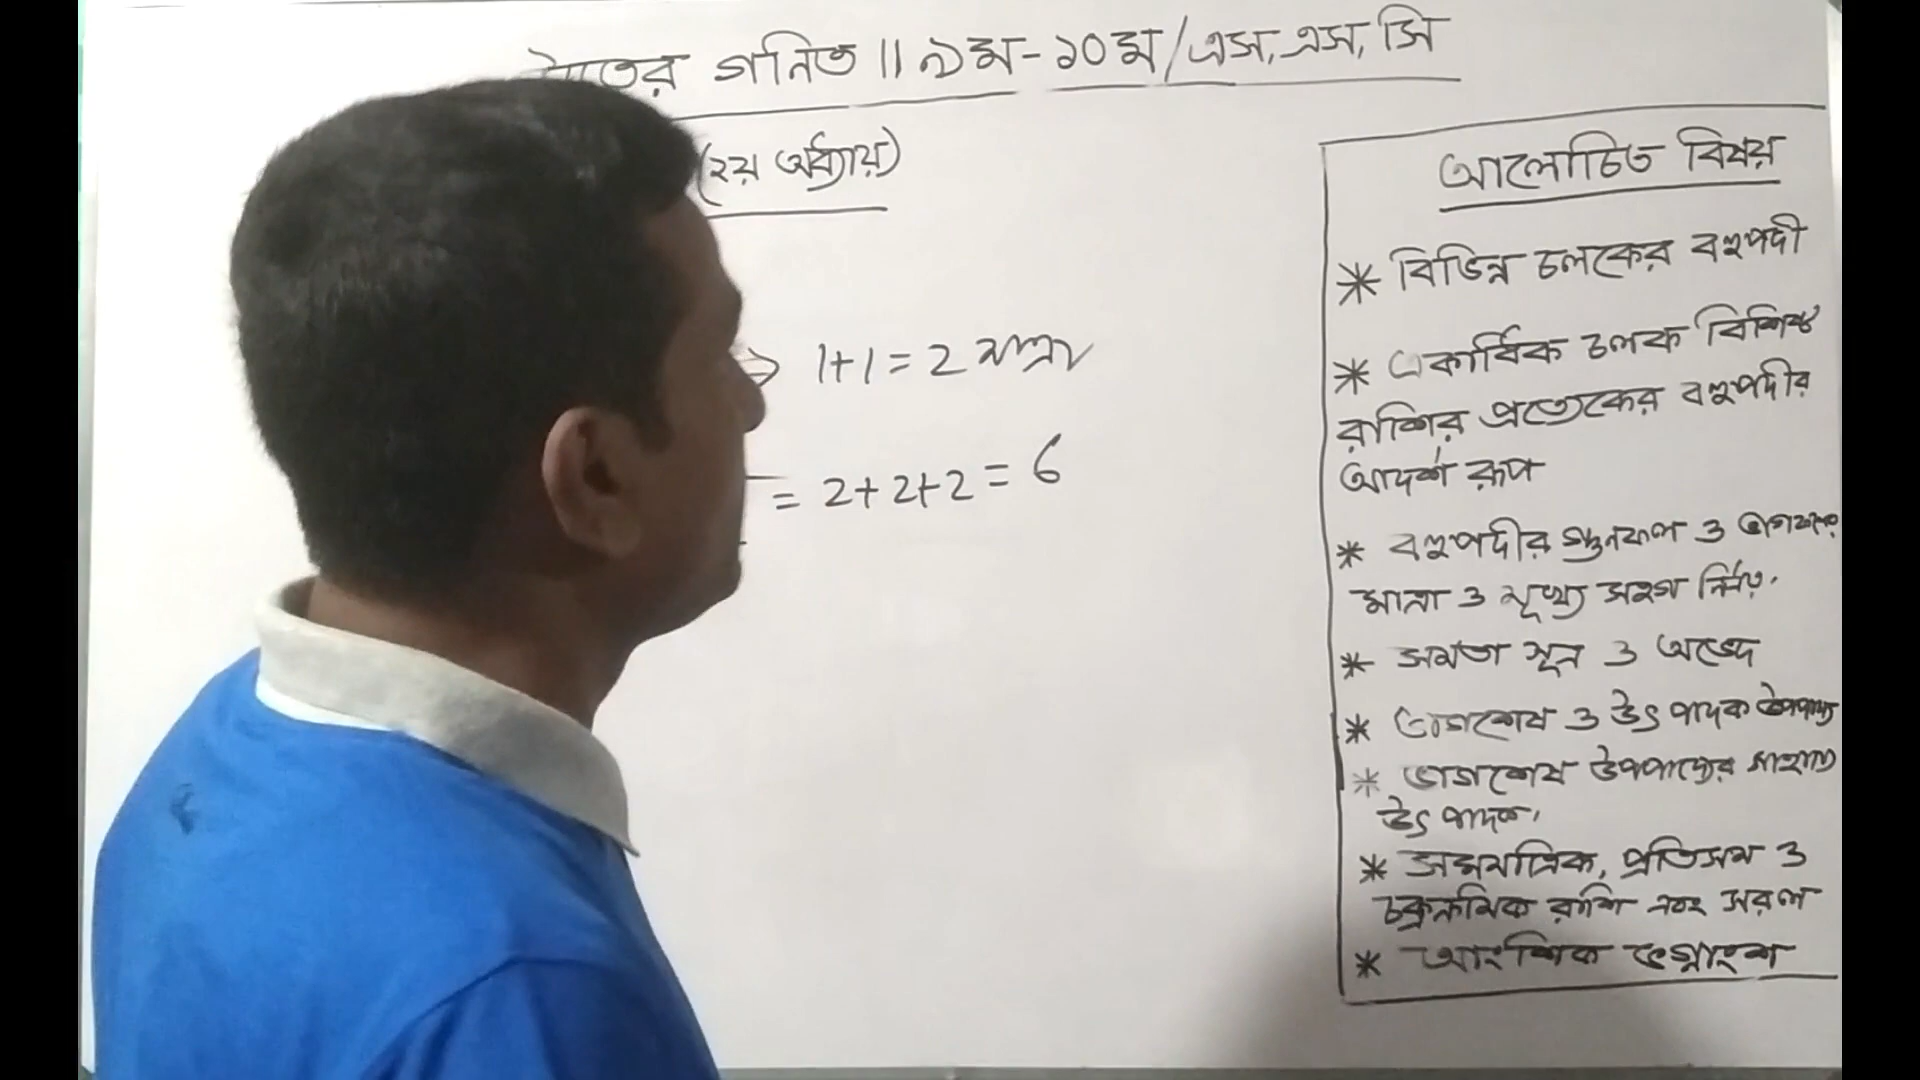 গনিত || ৯ম-১০ম/এস,এস,সি
(২য় অধ্যায়)
⇒ 1+1=2 মাত্রা
= 2+2+2=6
আলোচিত বিষয়
* বিভিন্ন চলকের বহুপদী
* একাধিক চলক বিশিষ্ট
রাশির প্রত্যেকের বহুপদীর
আদর্শ রূপ
* বহুপদীর গুনফল ও ভাগফলের
মাত্রা ও মূখ্য সহগ নির্ণয়.
* সমতা সূত্র ও অভেদ
* ভাগশেষ ও উৎপাদক উপপাদ্য
* ভাগশেষ উপপাদ্যের সাহায্যে
উৎপাদক,
* সমমাত্রিক, প্রতিসম ও
চক্রক্রমিক রাশি এবং সরল
* আংশিক ভগ্নাংশ